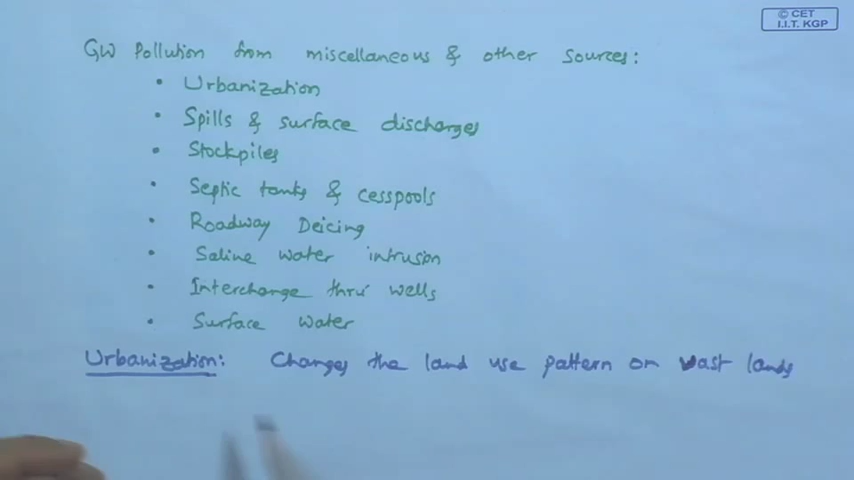 © CET
I.I.T. KGP
GW Pollution from miscellaneous & other sources:
• Urbanization
• Spills & surface discharges
• Stockpiles
• Septic tanks & cesspools
• Roadway Deicing
• Saline water intrusion
• Interchange thru' wells
• Surface water
Urbanization: Changes the land use pattern on vast lands